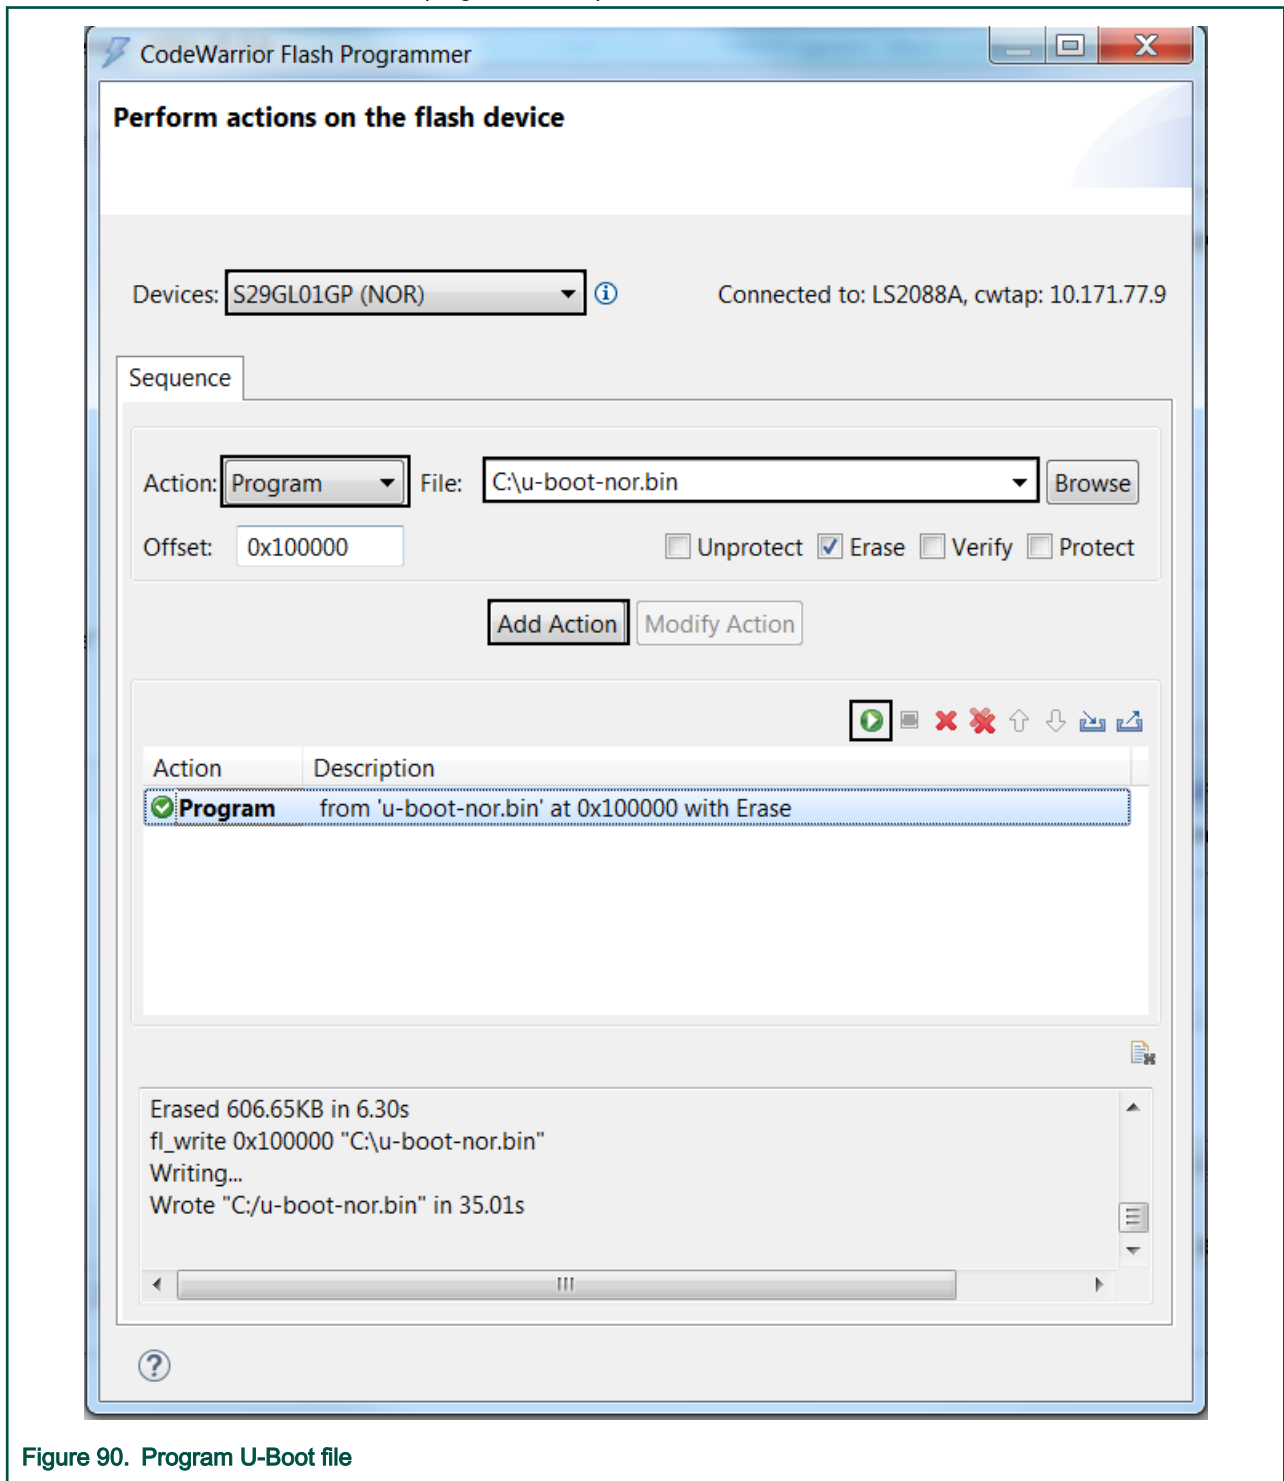 CodeWarrior Flash Programmer
Perform actions on the flash device
Devices: S29GL01GP (NOR) Connected to: LS2088A, cwtap: 10.171.77.9
Sequence
Action: Program File: C:\u-boot-nor.bin Browse
Offset: 0x100000 Unprotect Erase Verify Protect
Add Action Modify Action
Action Description
Program from 'u-boot-nor.bin' at 0x100000 with Erase
Erased 606.65KB in 6.30s
fl_write 0x100000 "C:\u-boot-nor.bin"
Writing...
Wrote "C:/u-boot-nor.bin" in 35.01s
Figure 90. Program U-Boot file